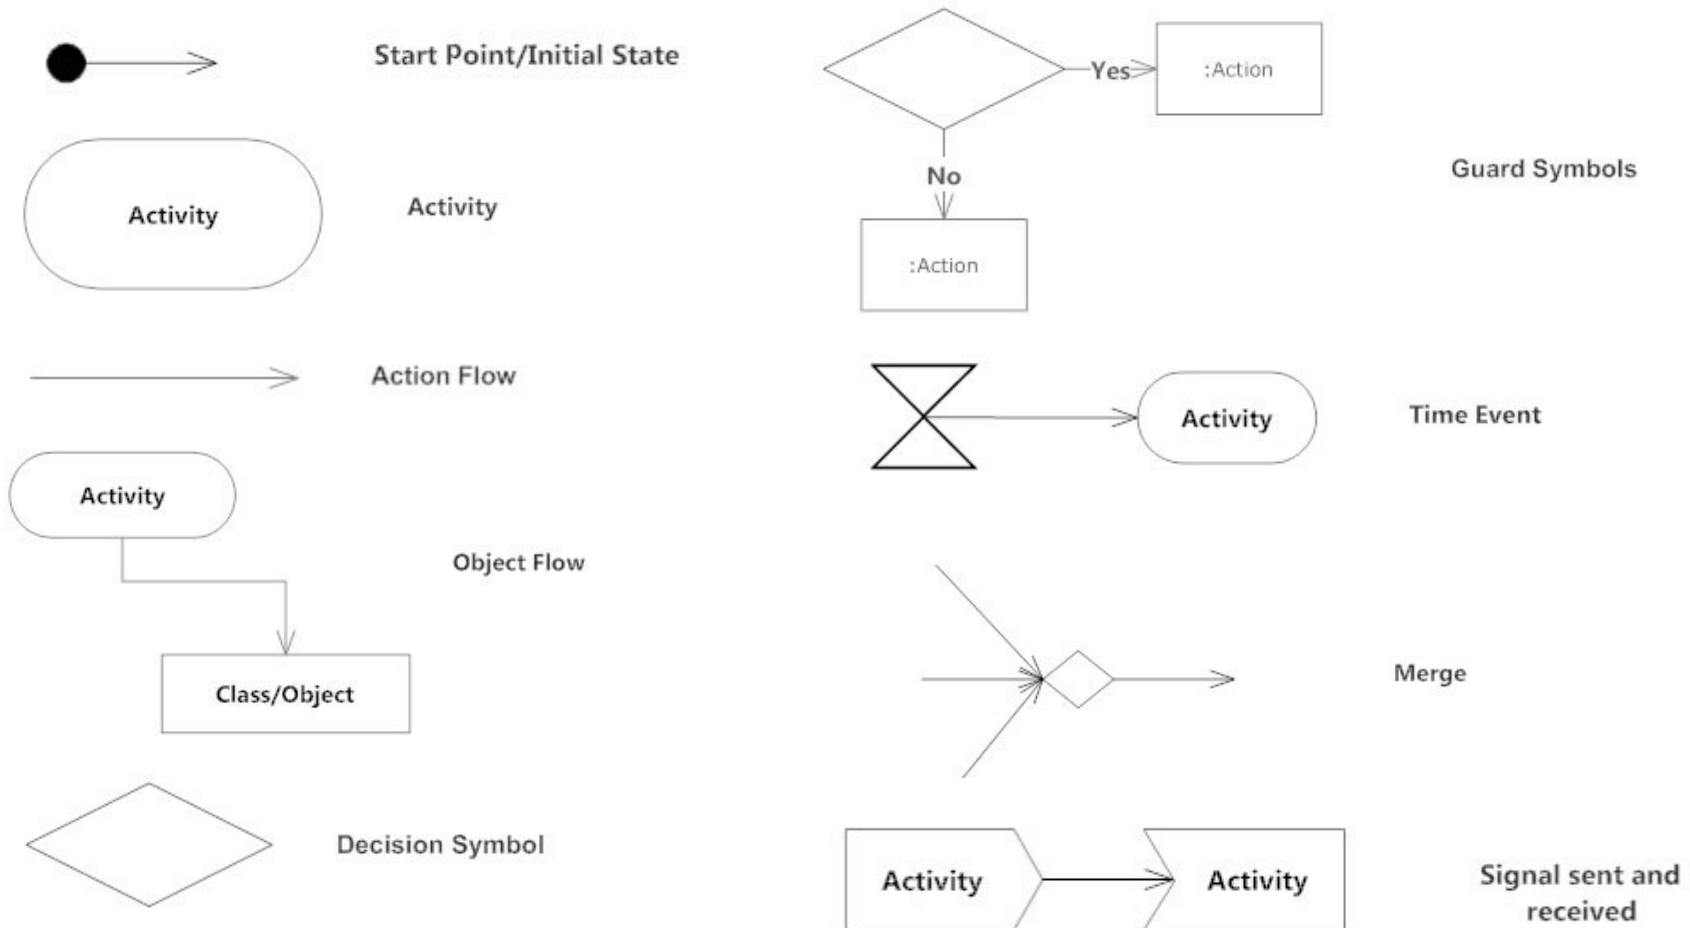 Start Point/Initial State
Activity
Activity
Action Flow
Activity
Object Flow
Class/Object
Decision Symbol
Yes
:Action
Guard Symbols
No
:Action
Activity
Time Event
Merge
Activity
Activity
Signal sent and
received